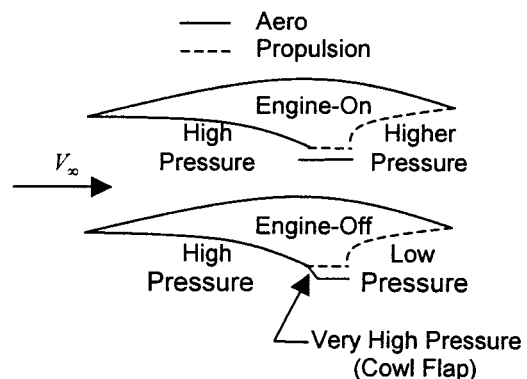 Aero
Propulsion
Engine-On
High Higher
Pressure Pressure
V∞
Engine-Off
High Low
Pressure Pressure
Very High Pressure
(Cowl Flap)